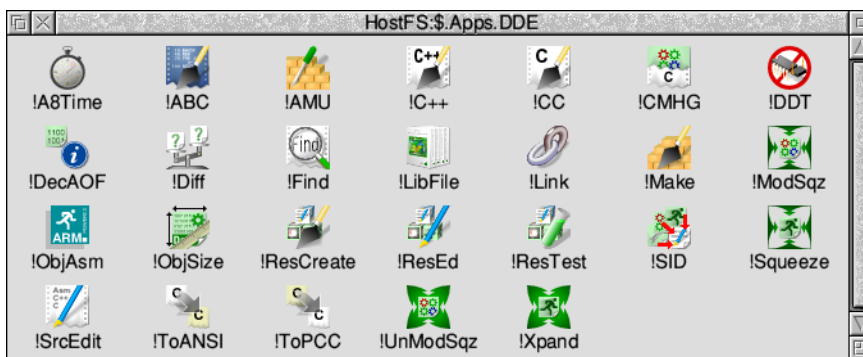 HostFS:$.Apps.DDE
!A8Time !ABC !AMU !C++ !CC !CMHG !DDT
!DecAOF !Diff !Find !LibFile !Link !Make !ModSqz
!ObjAsm !ObjSize !ResCreate !ResEd !ResTest !SID !Squeeze
!SrcEdit !ToANSI !ToPCC !UnModSqz !Xpand